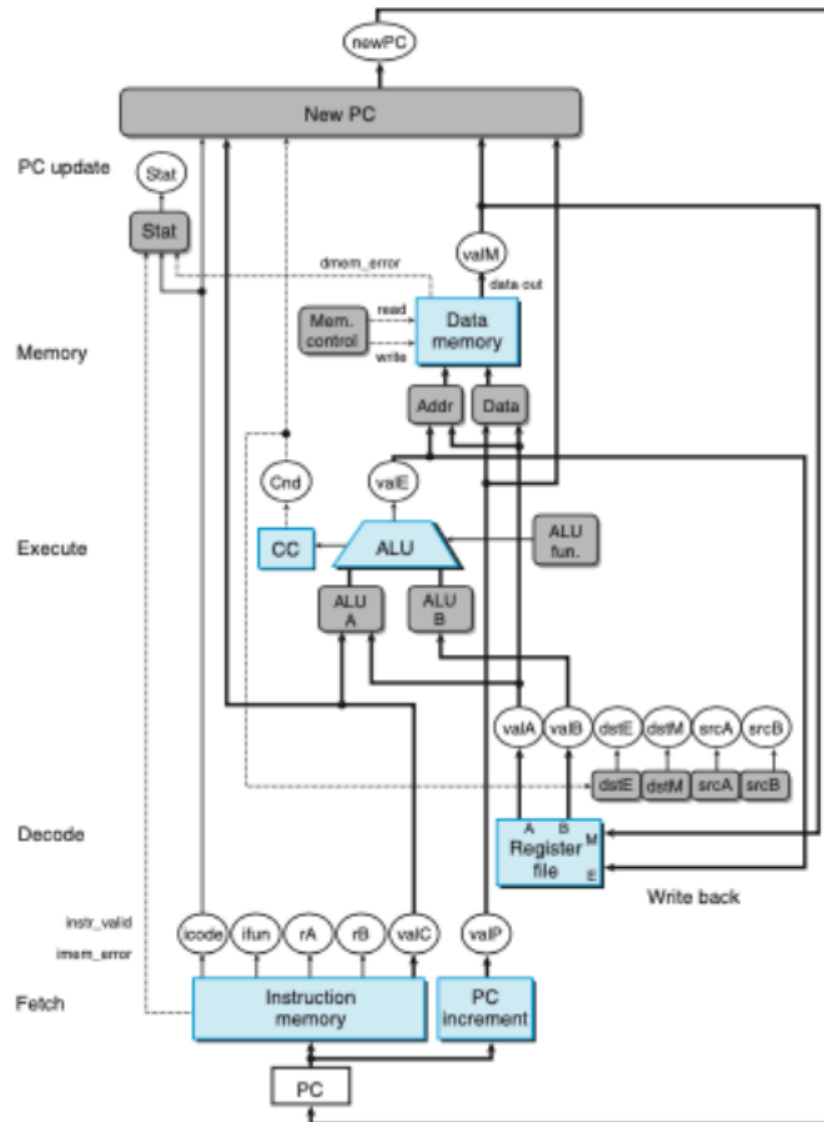 newPC
New PC
PC update
Stat
Stat
valM
dmem_error
data out
Mem.
control
read
write
Data
memory
Memory
Addr
Data
Cnd
valE
Execute
CC
ALU
ALU
fun.
ALU
A
ALU
B
valA
valB
dstE
dstM
srcA
srcB
dstE
dstM
srcA
srcB
Decode
A
B
M
Register
file
E
Write back
instr_valid
imem_error
icode
ifun
rA
rB
valC
valP
Fetch
Instruction
memory
PC
increment
PC